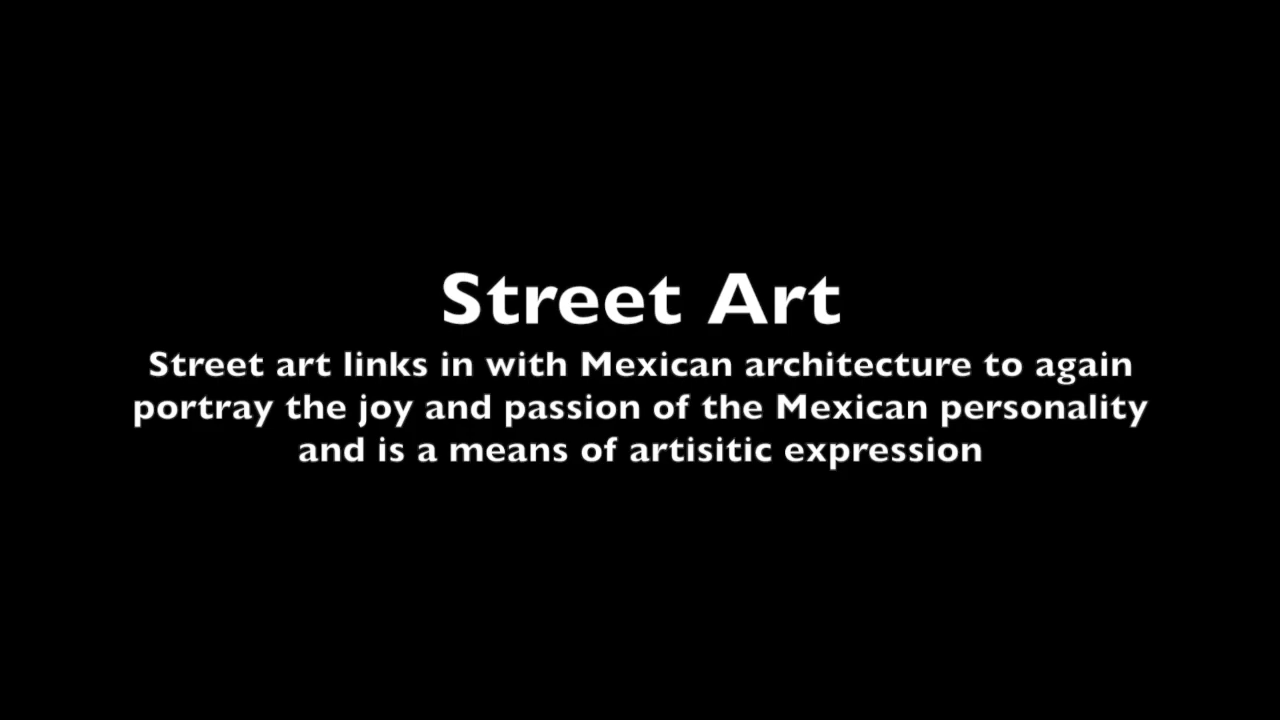 Street Art
Street art links in with Mexican architecture to again
portray the joy and passion of the Mexican personality
and is a means of artisitic expression